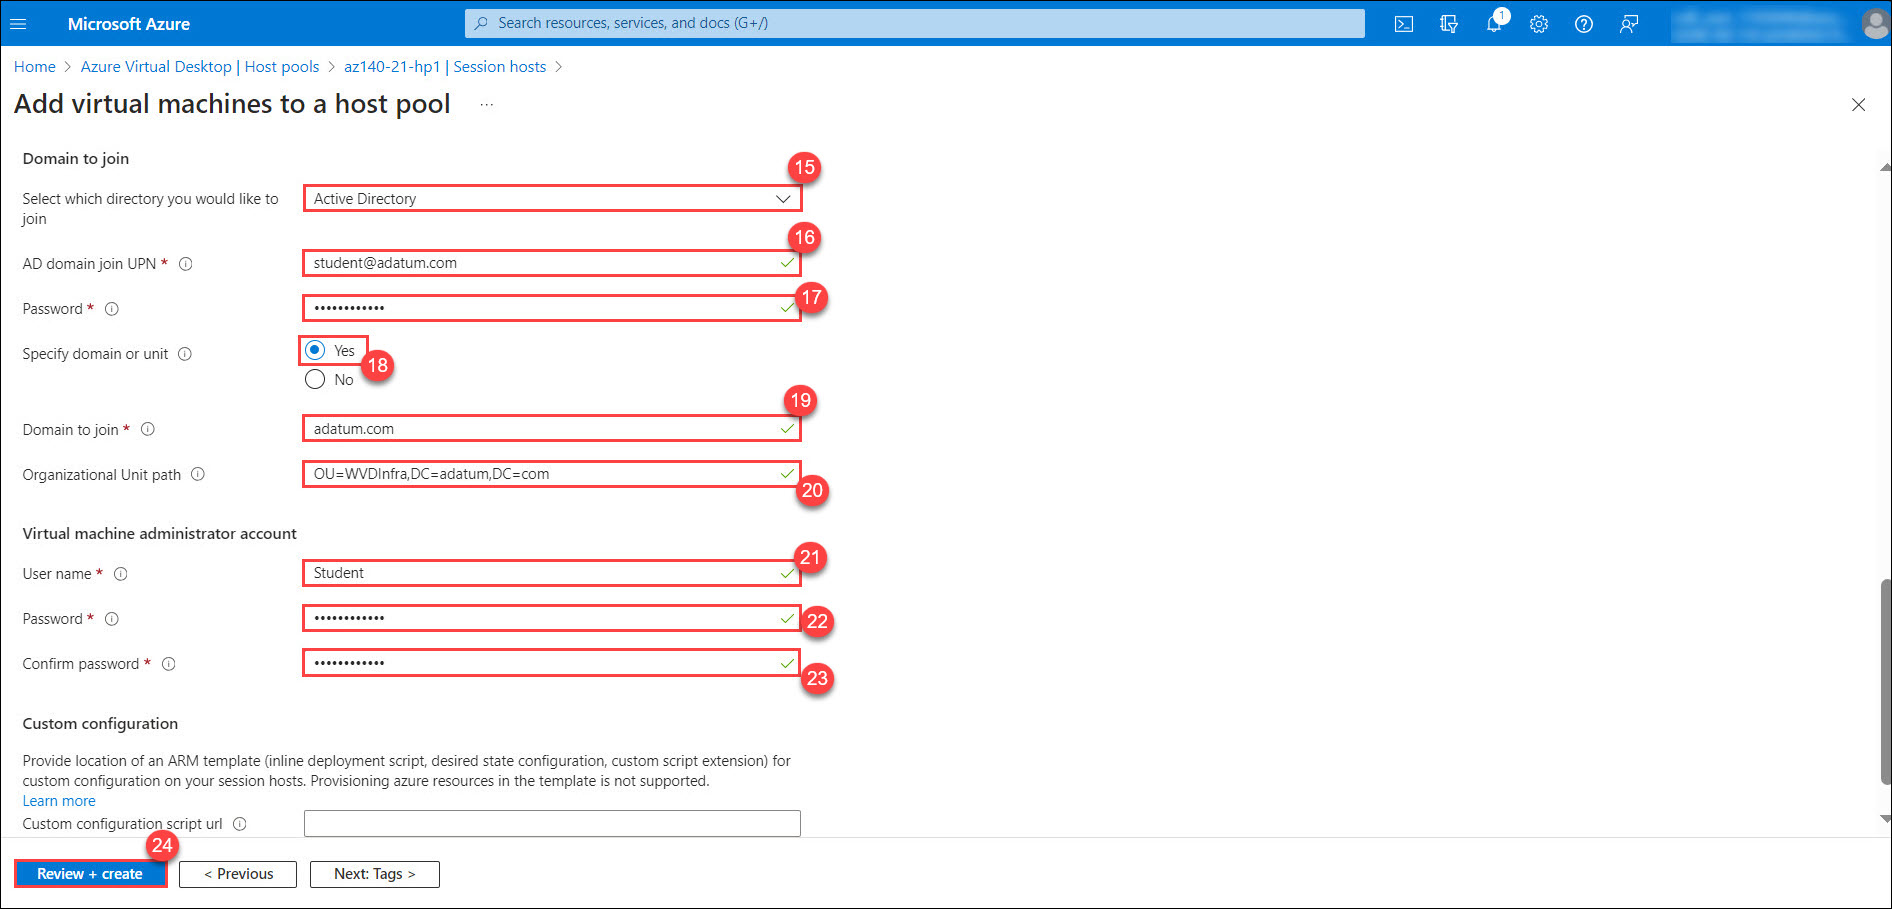 Microsoft Azure
Search resources, services, and docs (G+/)
1
Home > Azure Virtual Desktop | Host pools > az140-21-hp1 | Session hosts >
Add virtual machines to a host pool ...
Domain to join
15
Select which directory you would like to
join
Active Directory
16
AD domain join UPN * student@adatum.com
17
Password * ••••••••••••
Specify domain or unit
Yes
18
No
19
Domain to join * adatum.com
Organizational Unit path OU=WVDInfra,DC=adatum,DC=com
20
Virtual machine administrator account
21
User name * Student
Password * ••••••••••••
22
Confirm password * ••••••••••••
23
Custom configuration
Provide location of an ARM template (inline deployment script, desired state configuration, custom script extension) for
custom configuration on your session hosts. Provisioning azure resources in the template is not supported.
Learn more
Custom configuration script url
24
Review + create
< Previous
Next: Tags >